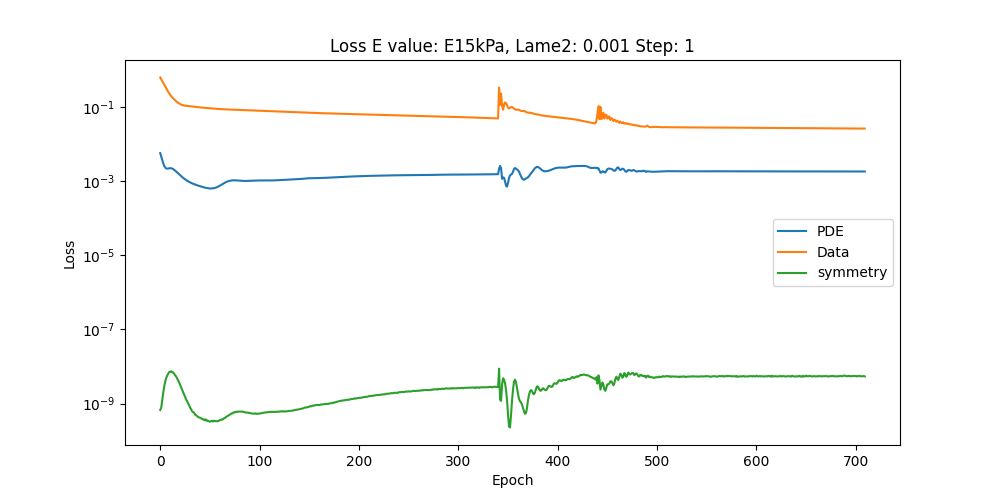 Loss E value: E15kPa, Lame2: 0.001 Step: 1
Loss
10⁻¹
10⁻³
10⁻⁵
10⁻⁷
10⁻⁹
PDE
Data
symmetry
0 100 200 300 400 500 600 700
Epoch